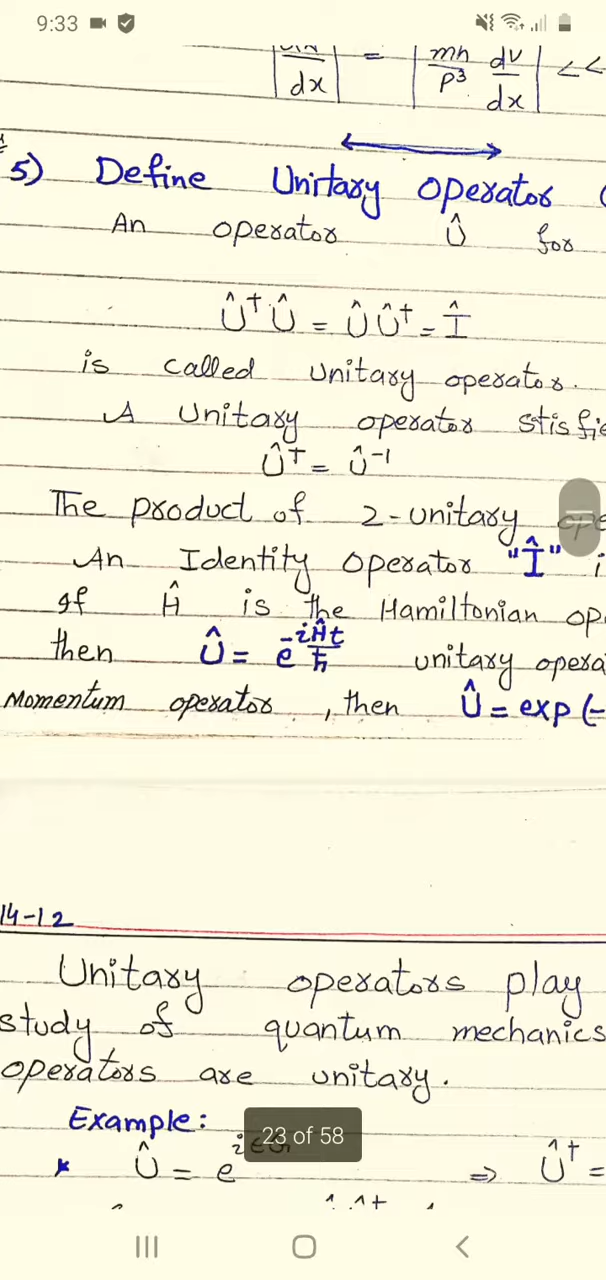 9:33
dx = mh/p³ dv/dx <<
5) Define Unirtary operator (
An operator Û for
Û†Û = ÛÛ† = Î
is called unitary operator.
A Unitary operator stisfie
Û† = Û⁻¹
The product of 2-unitary ope
An Identity operator "Î" i
If Ĥ is the Hamiltonian op
then Û = e^-iĤt/ħ unitary opera
Momentum operator, then Û = exp(-
14-12
Unitary operators play
study of quantum mechanics
operators are unitary.
Example:
23 of 58
* Û = e^i ⇒ Û† =